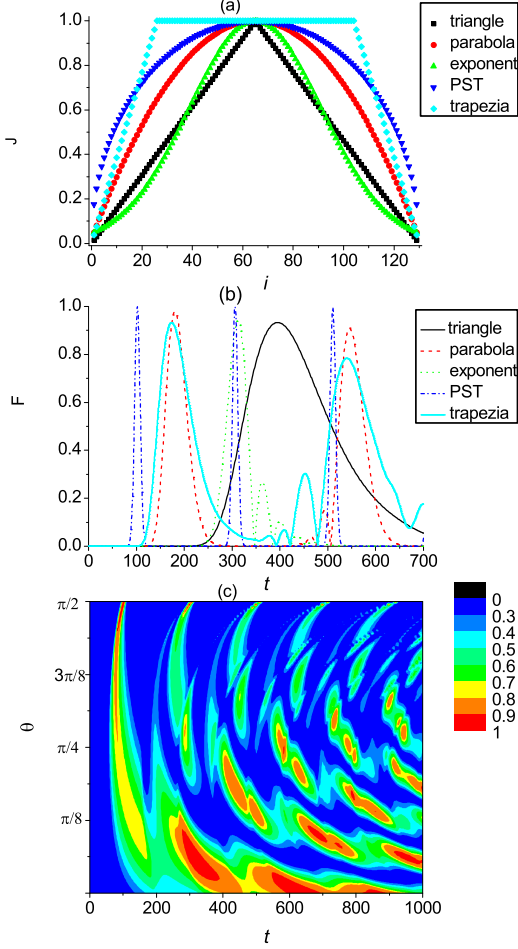 (a)
1.0
0.8
0.6
0.4
0.2
0.0
J
0 20 40 60 80 100 120
i
triangle
parabola
exponent
PST
trapezia
(b)
1.0
0.8
0.6
0.4
0.2
0.0
F
0 100 200 300 400 500 600 700
t
triangle
parabola
exponent
PST
trapezia
(c)
π/2
3π/8
π/4
π/8
θ
0 200 400 600 800 1000
t
0
0.3
0.4
0.5
0.6
0.7
0.8
0.9
1